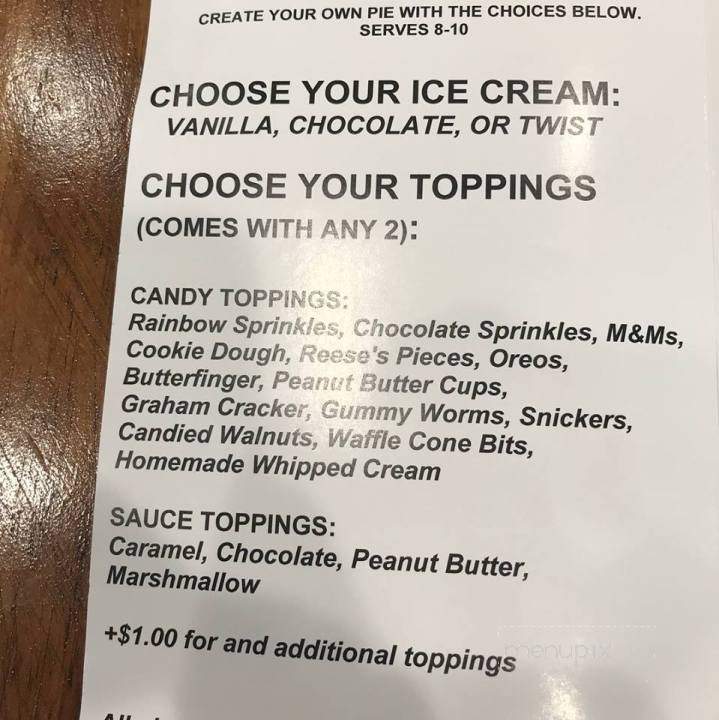 CREATE YOUR OWN PIE WITH THE CHOICES BELOW.
SERVES 8-10
CHOOSE YOUR ICE CREAM:
VANILLA, CHOCOLATE, OR TWIST
CHOOSE YOUR TOPPINGS
(COMES WITH ANY 2):
CANDY TOPPINGS:
Rainbow Sprinkles, Chocolate Sprinkles, M&Ms,
Cookie Dough, Reese's Pieces, Oreos,
Butterfinger, Peanut Butter Cups,
Graham Cracker, Gummy Worms, Snickers,
Candied Walnuts, Waffle Cone Bits,
Homemade Whipped Cream
SAUCE TOPPINGS:
Caramel, Chocolate, Peanut Butter,
Marshmallow
+$1.00 for and additional toppings
menupix